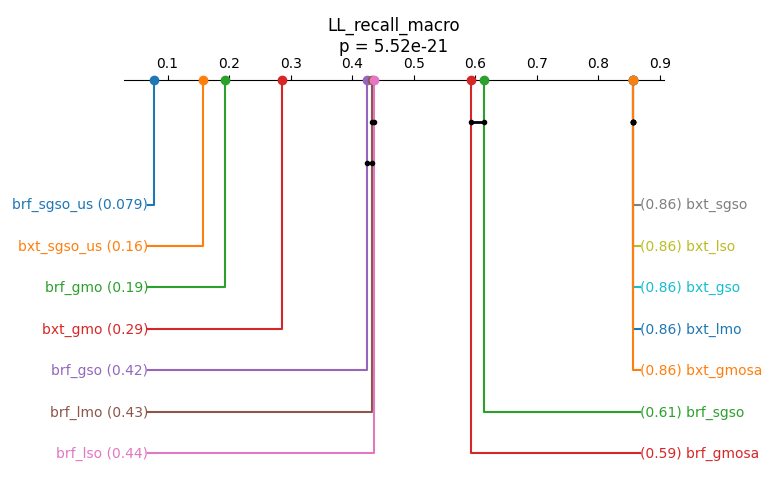 LL_recall_macro
p = 5.52e-21
0.1 0.2 0.3 0.4 0.5 0.6 0.7 0.8 0.9
brf_sgso_us (0.079)
bxt_sgso_us (0.16)
brf_gmo (0.19)
bxt_gmo (0.29)
brf_gso (0.42)
brf_lmo (0.43)
brf_lso (0.44)
(0.86) bxt_sgso
(0.86) bxt_lso
(0.86) bxt_gso
(0.86) bxt_lmo
(0.86) bxt_gmosa
(0.61) brf_sgso
(0.59) brf_gmosa